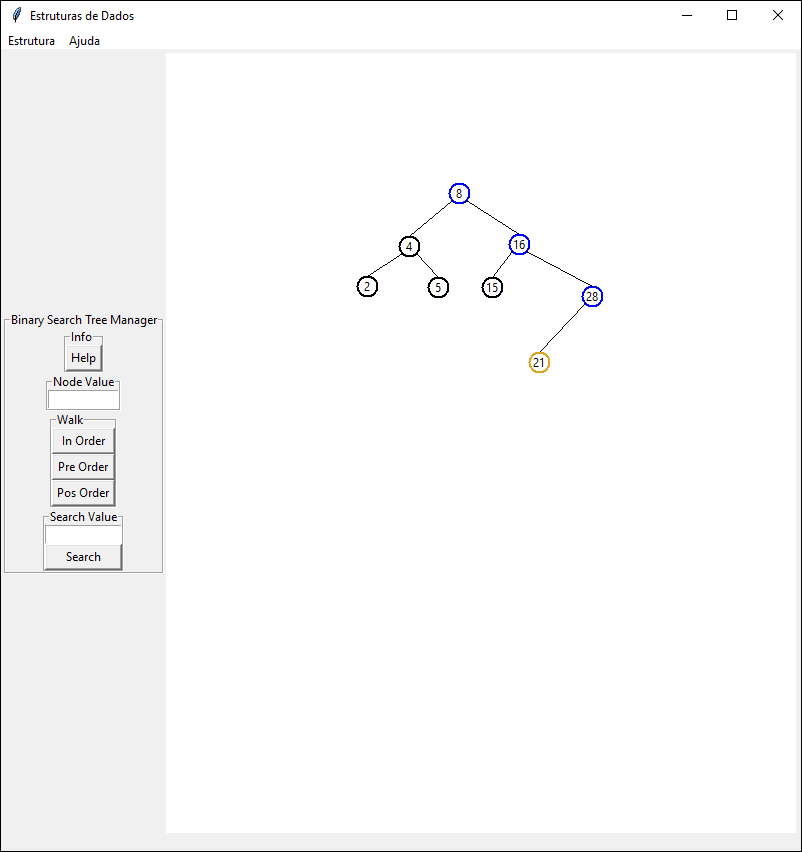 Estruturas de Dados
Estrutura Ajuda
Binary Search Tree Manager
Info
Help
Node Value
Walk
In Order
Pre Order
Pos Order
Search Value
Search
8
4 16
2 5 15 28
21